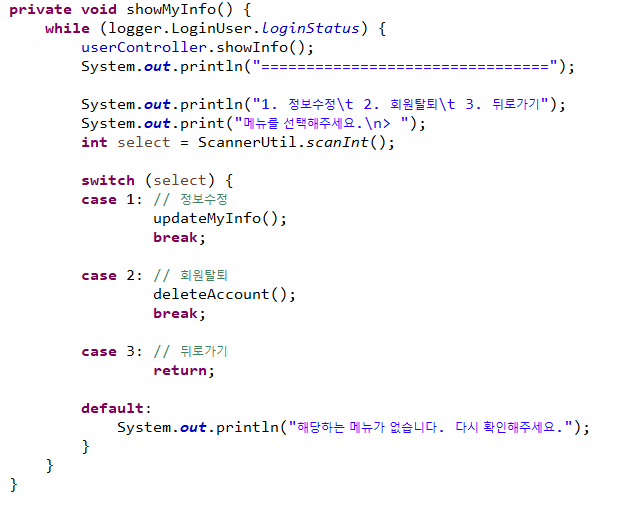 private void showMyInfo() {
    while (logger.LoginUser.loginStatus) {
        userController.showInfo();
        System.out.println("================================");

        System.out.println("1. 정보수정\t 2. 회원탈퇴\t 3. 뒤로가기");
        System.out.print("메뉴를 선택해주세요.\n> ");
        int select = ScannerUtil.scanInt();

        switch (select) {
        case 1: // 정보수정
                updateMyInfo();
                break;

        case 2: // 회원탈퇴
                deleteAccount();
                break;

        case 3: // 뒤로가기
                return;

        default:
            System.out.println("해당하는 메뉴가 없습니다. 다시 확인해주세요.");
        }
    }
}